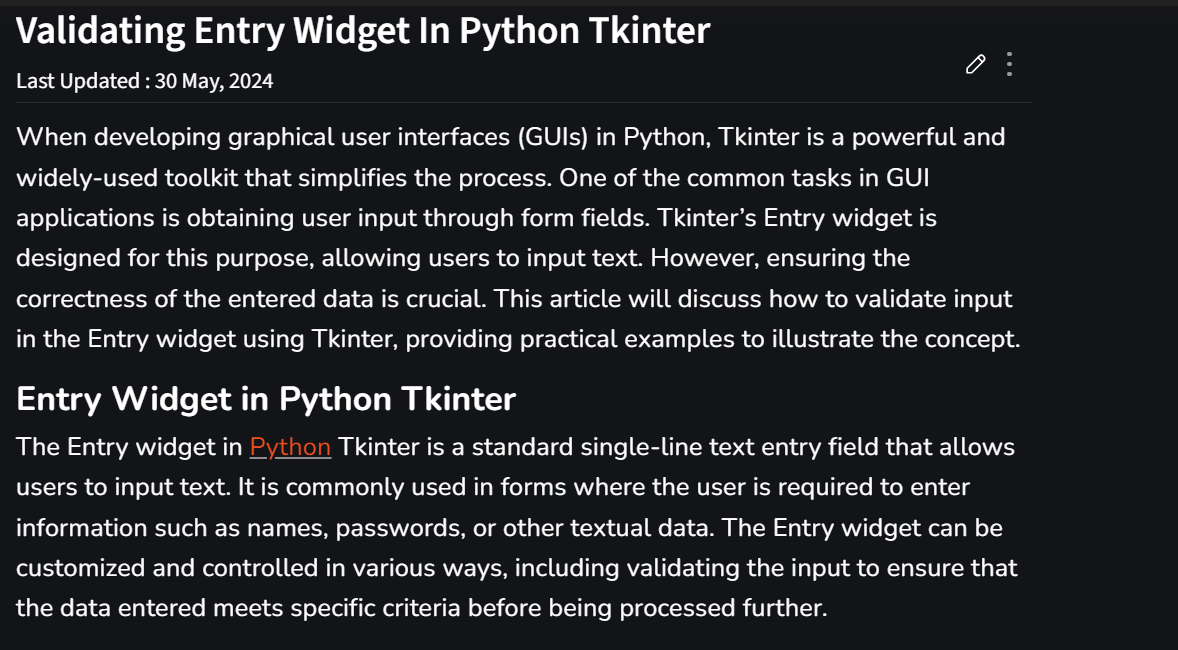 Validating Entry Widget In Python Tkinter
Last Updated : 30 May, 2024
When developing graphical user interfaces (GUIs) in Python, Tkinter is a powerful and
widely-used toolkit that simplifies the process. One of the common tasks in GUI
applications is obtaining user input through form fields. Tkinter’s Entry widget is
designed for this purpose, allowing users to input text. However, ensuring the
correctness of the entered data is crucial. This article will discuss how to validate input
in the Entry widget using Tkinter, providing practical examples to illustrate the concept.
Entry Widget in Python Tkinter
The Entry widget in Python Tkinter is a standard single-line text entry field that allows
users to input text. It is commonly used in forms where the user is required to enter
information such as names, passwords, or other textual data. The Entry widget can be
customized and controlled in various ways, including validating the input to ensure that
the data entered meets specific criteria before being processed further.